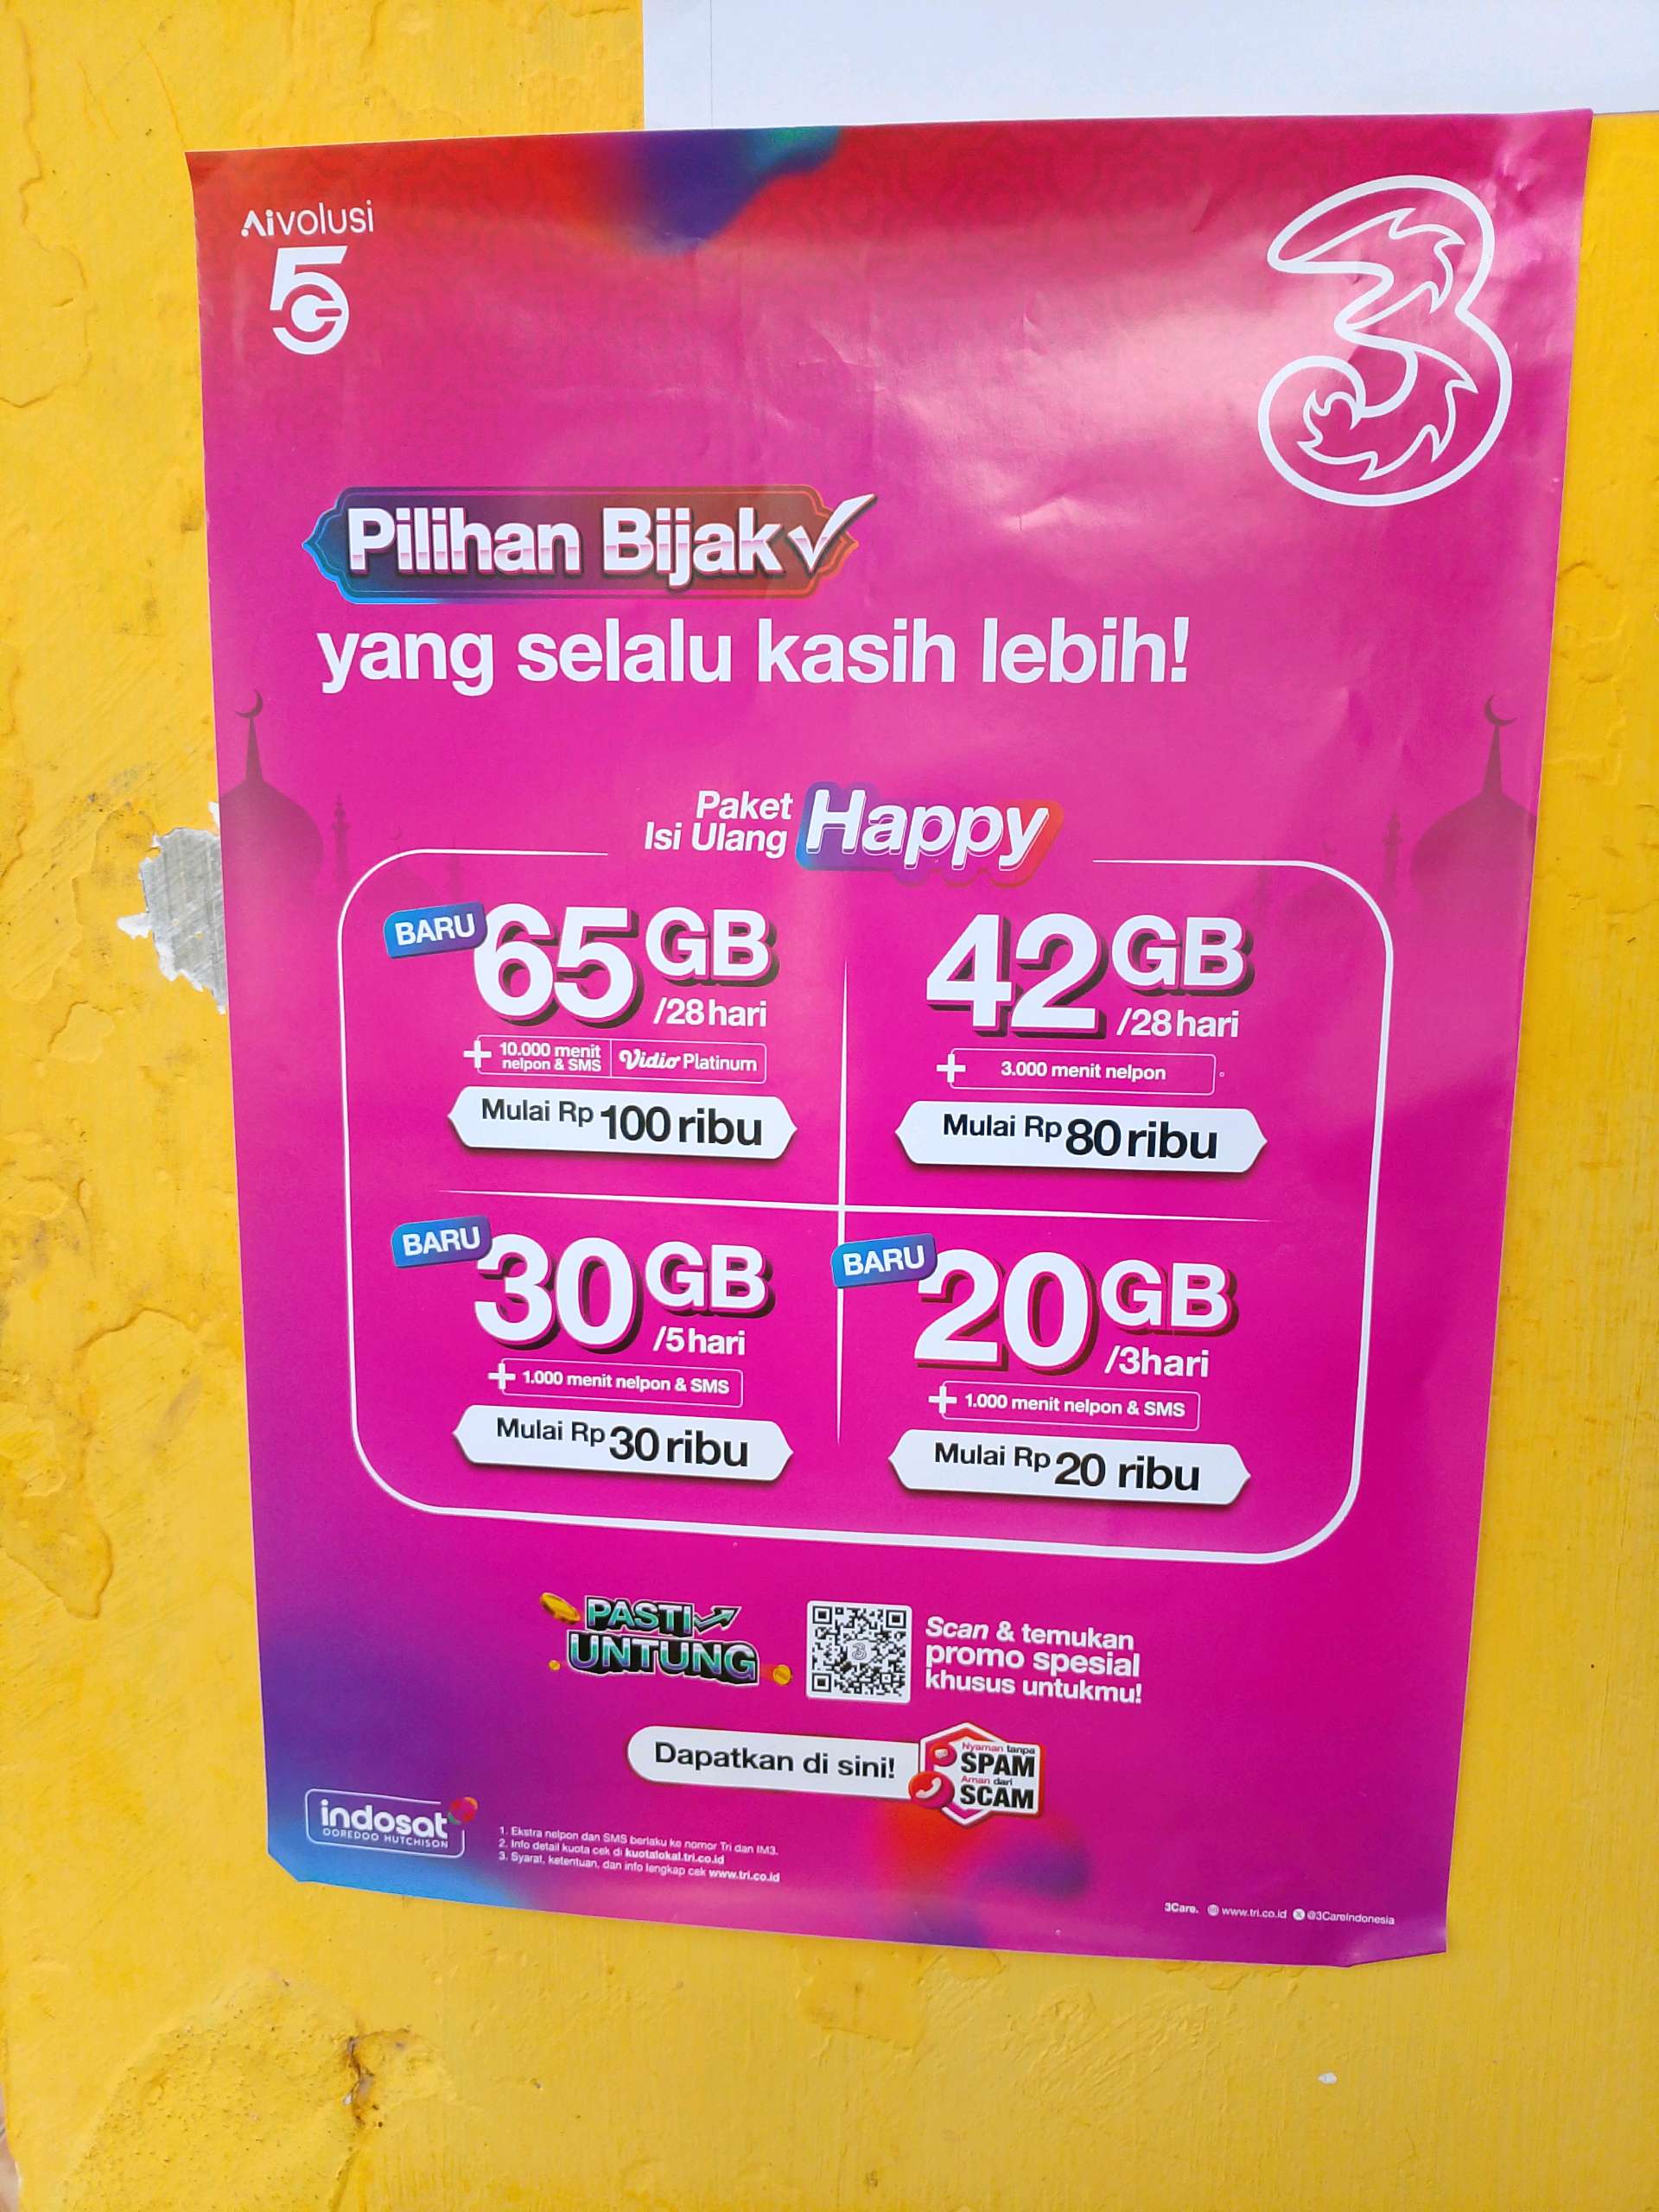 Aivolusi
5G
3
Pilihan Bijak
yang selalu kasih lebih!
Paket
Isi Ulang
Happy
BARU
65 GB
/28 hari
+ 10.000 menit
nelpon & SMS
Vidio Platinum
Mulai Rp 100 ribu
42 GB
/28 hari
+ 3.000 menit nelpon
Mulai Rp 80 ribu
BARU
30 GB
/5 hari
+ 1.000 menit nelpon & SMS
Mulai Rp 30 ribu
BARU
20 GB
/3hari
+ 1.000 menit nelpon & SMS
Mulai Rp 20 ribu
PASTI
UNTUNG
Scan & temukan
promo spesial
khusus untukmu!
Dapatkan di sini!
Nyaman tanpa
SPAM
Aman dari
SCAM
indosat
OOREDOO HUTCHISON
1. Ekstra nelpon dan SMS berlaku ke nomor Tri dan IM3.
2. Info detail kuota cek di kuotalokal.tri.co.id
3. Syarat, ketentuan, dan info lengkap cek www.tri.co.id
3Care. www.tri.co.id @3CareIndonesia